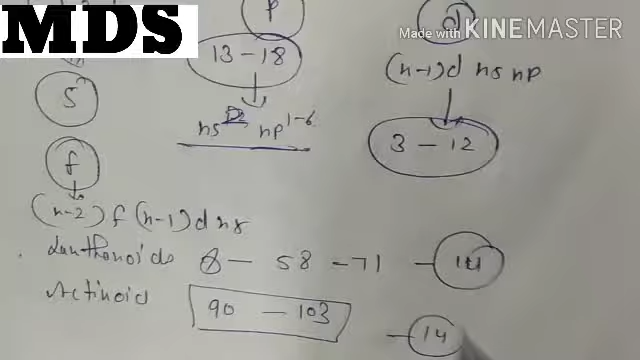 MDS
Made with KINEMASTER
p
d
13 - 18
(n-1)d ns np
s
ns² np¹⁻⁶
3 - 12
f
(n-2) f (n-1) d ns
Lanthanoids 58 - 71 - 14
Actinoid 90 - 103 - 14